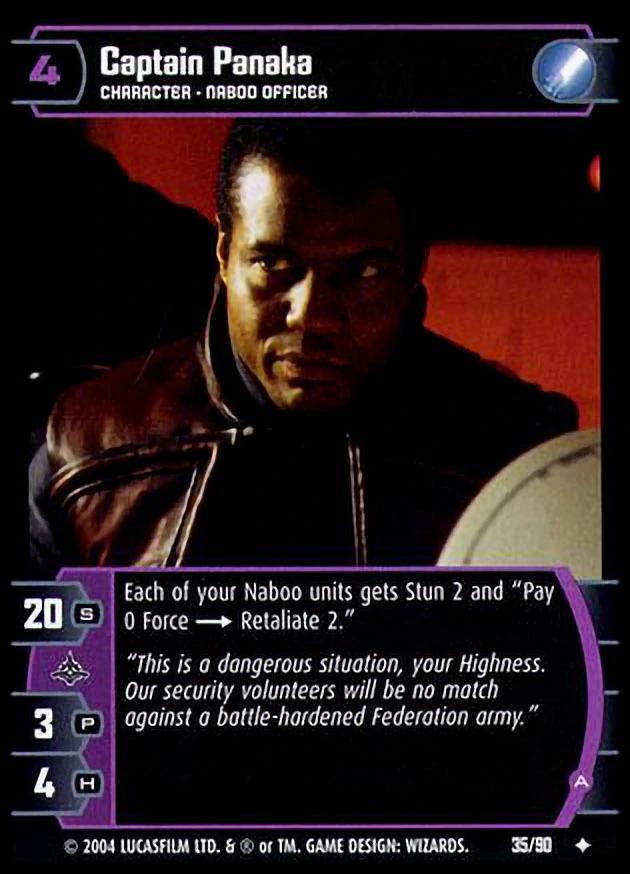 4
Captain Panaka
CHARACTER - NABOO OFFICER
Each of your Naboo units gets Stun 2 and “Pay
0 Force → Retaliate 2.”
“This is a dangerous situation, your Highness.
Our security volunteers will be no match
against a battle-hardened Federation army.”
20 S
3 P
4 H
A
© 2004 LUCASFILM LTD. & ® or TM. GAME DESIGN: WIZARDS. 35/90